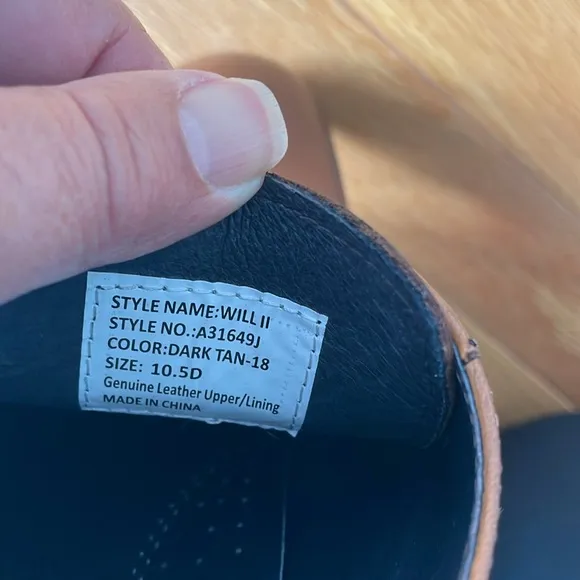 STYLE NAME:WILL II
STYLE NO.:A31649J
COLOR:DARK TAN-18
SIZE: 10.5D
Genuine Leather Upper/Lining
MADE IN CHINA